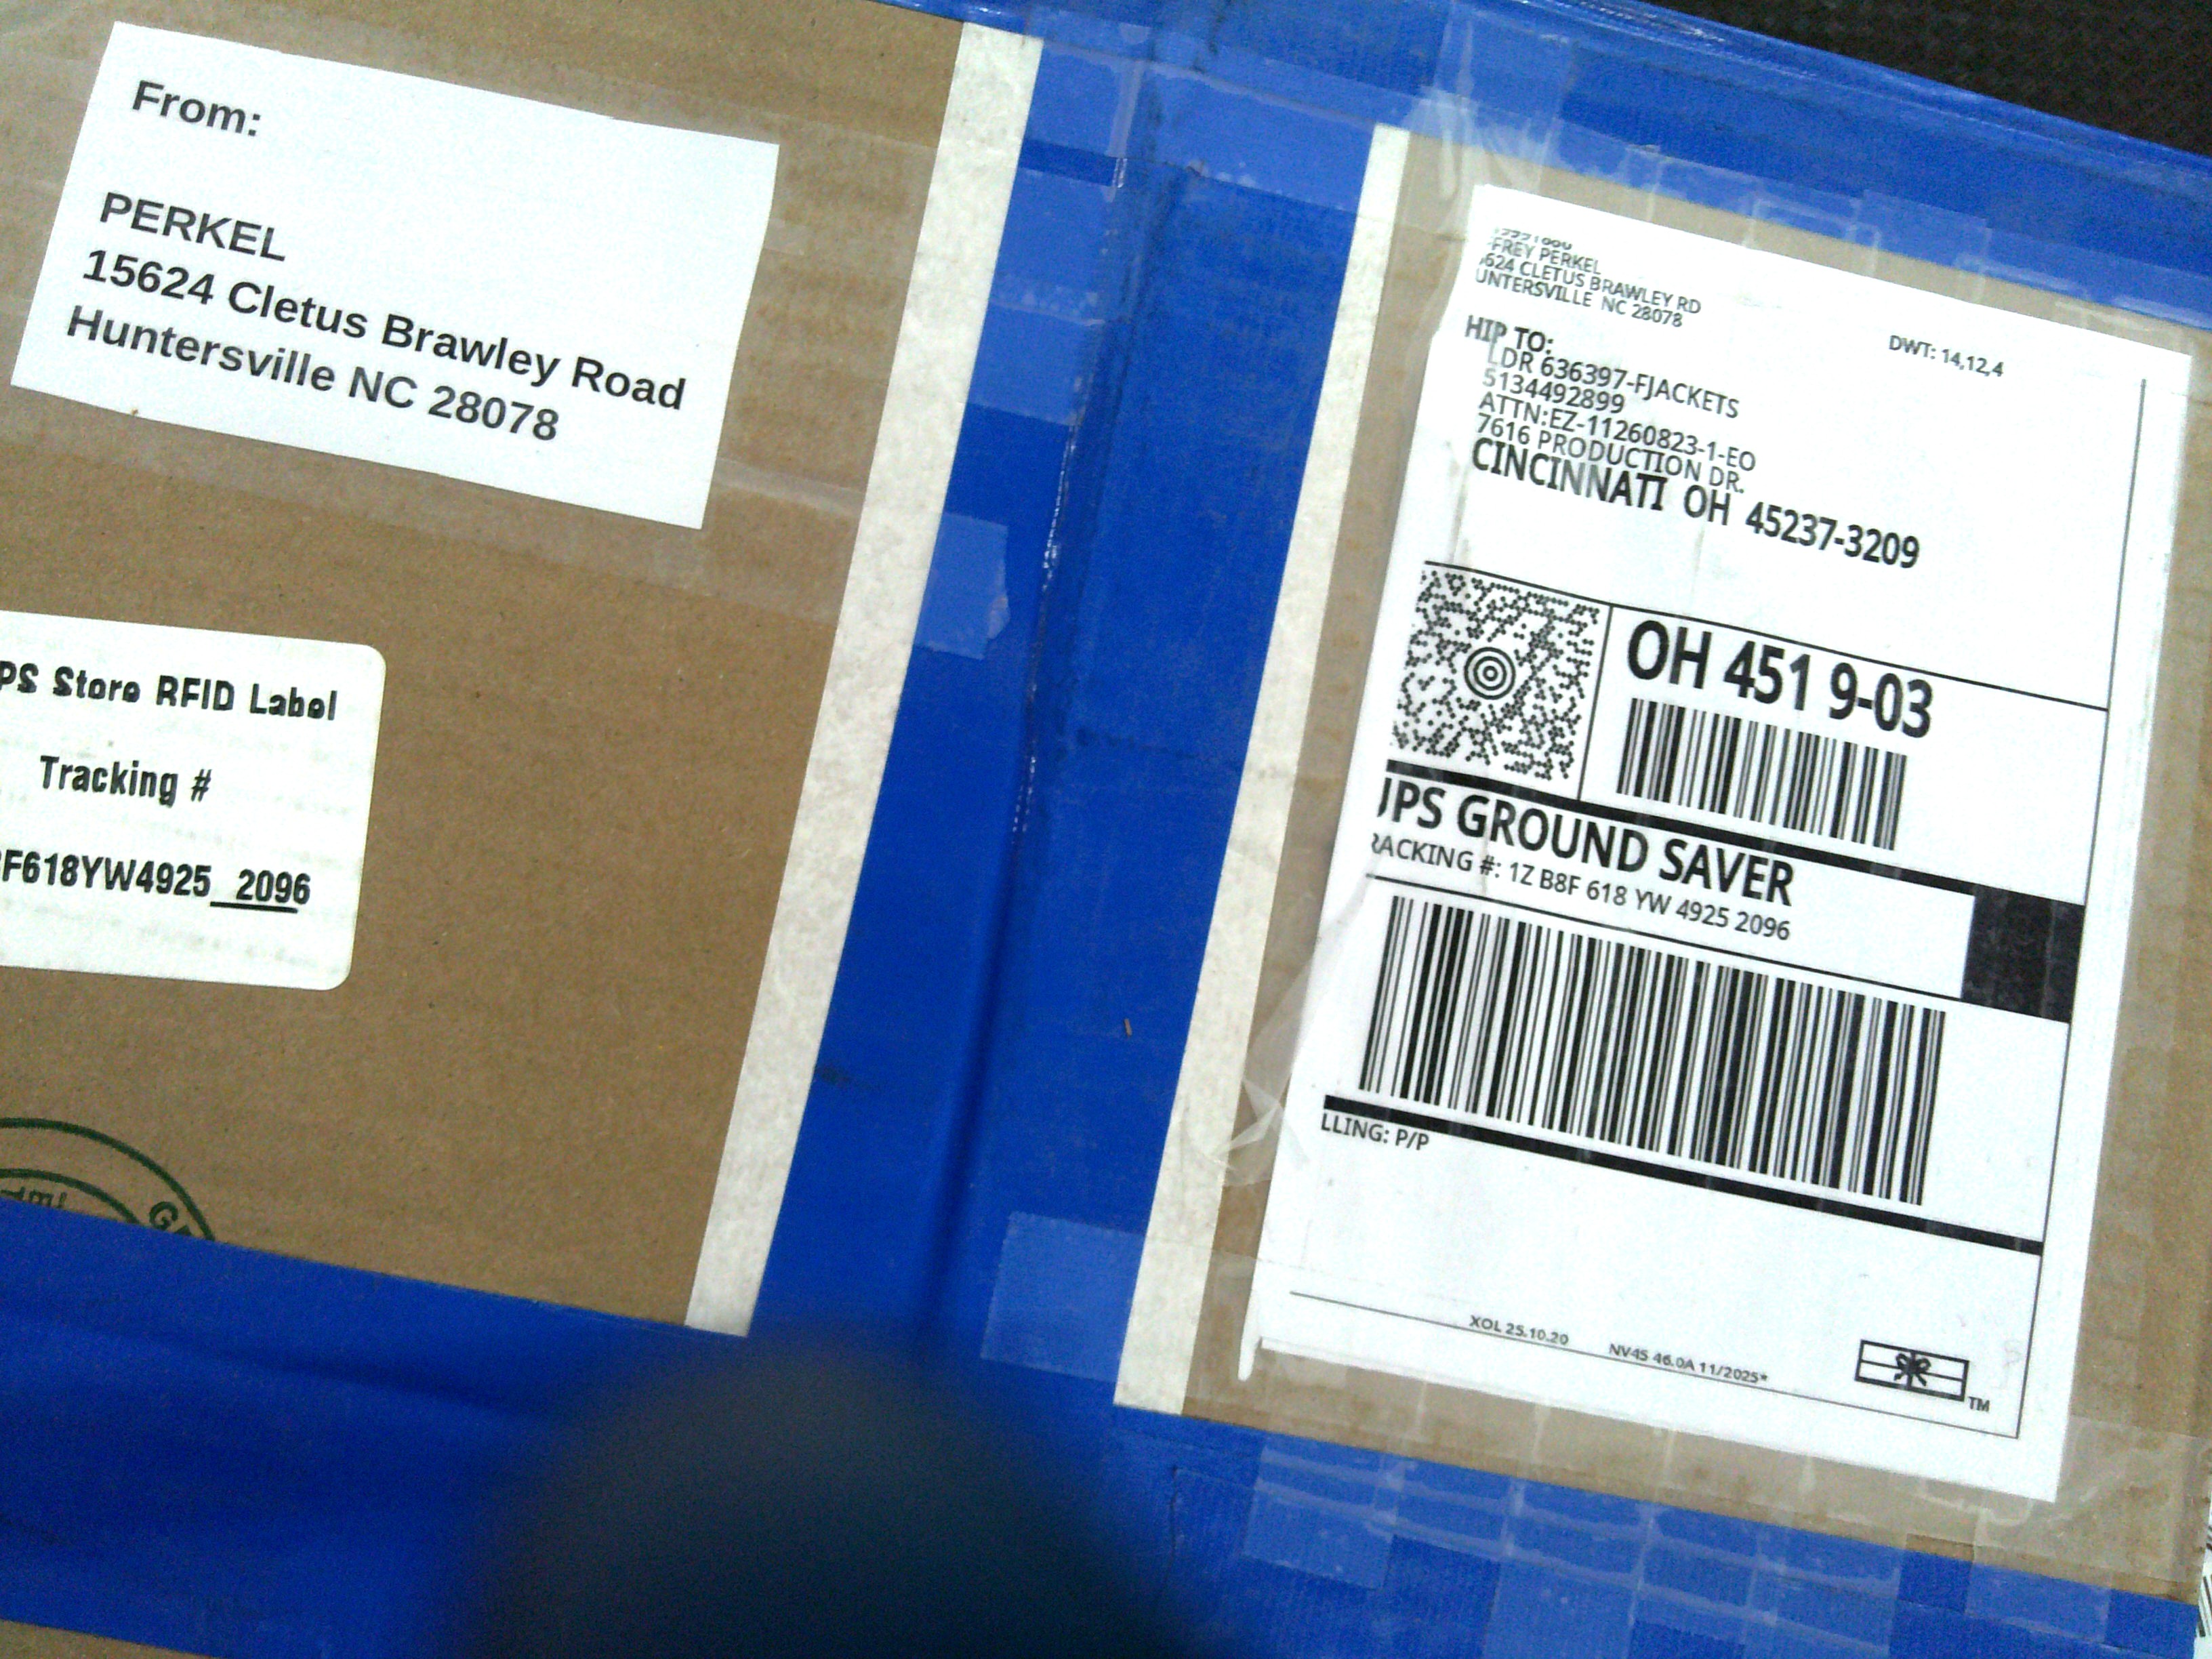 From:
PERKEL
15624 Cletus Brawley Road
Huntersville NC 28078
PS Store RFID Label
Tracking #
F618YW4925 2096
FREY PERKEL
624 CLETUS BRAWLEY RD
UNTERSVILLE NC 28078
DWT: 14,12,4
HIP TO:
LDR 636397-FJACKETS
5134492899
ATTN:EZ-11260823-1-EO
7616 PRODUCTION DR.
CINCINNATI OH 45237-3209
OH 451 9-03
UPS GROUND SAVER
RACKING #: 1Z B8F 618 YW 4925 2096
LLING: P/P
XOL 25.10.20 NV45 46.0A 11/2025*
TM